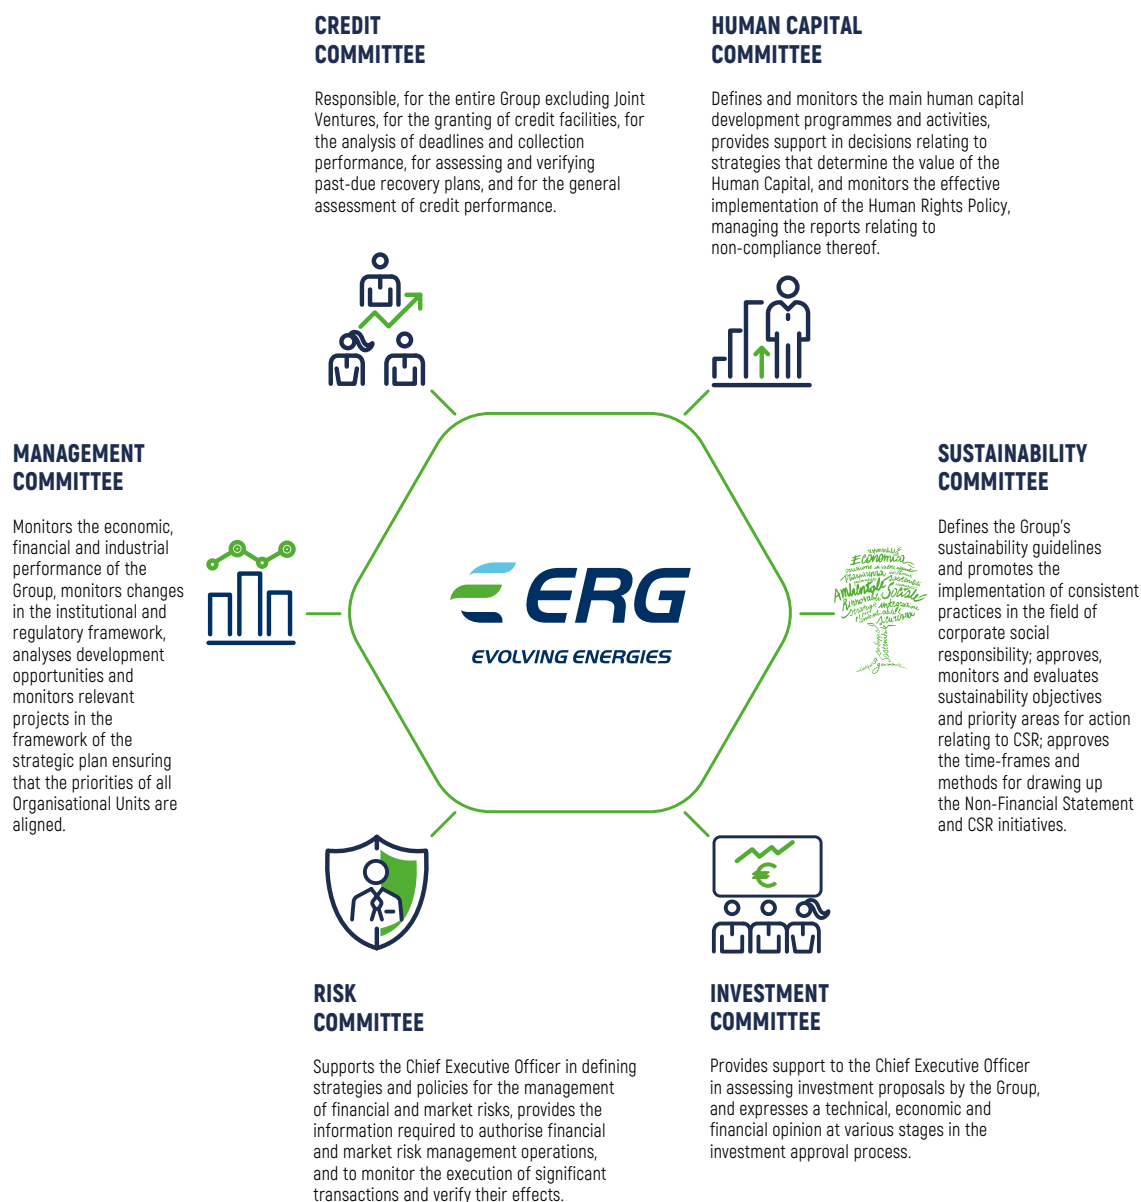 CREDIT
COMMITTEE
Responsible, for the entire Group excluding Joint
Ventures, for the granting of credit facilities, for
the analysis of deadlines and collection
performance, for assessing and verifying
past-due recovery plans, and for the general
assessment of credit performance.
HUMAN CAPITAL
COMMITTEE
Defines and monitors the main human capital
development programmes and activities,
provides support in decisions relating to
strategies that determine the value of the
Human Capital, and monitors the effective
implementation of the Human Rights Policy,
managing the reports relating to
non-compliance thereof.
MANAGEMENT
COMMITTEE
Monitors the economic,
financial and industrial
performance of the
Group, monitors changes
in the institutional and
regulatory framework,
analyses development
opportunities and
monitors relevant
projects in the
framework of the
strategic plan ensuring
that the priorities of all
Organisational Units are
aligned.
ERG
EVOLVING ENERGIES
Economica
Ambientale
Sociale
SUSTAINABILITY
COMMITTEE
Defines the Group's
sustainability guidelines
and promotes the
implementation of consistent
practices in the field of
corporate social
responsibility; approves,
monitors and evaluates
sustainability objectives
and priority areas for action
relating to CSR; approves
the time-frames and
methods for drawing up
the Non-Financial Statement
and CSR initiatives.
€
RISK
COMMITTEE
Supports the Chief Executive Officer in defining
strategies and policies for the management
of financial and market risks, provides the
information required to authorise financial
and market risk management operations,
and to monitor the execution of significant
transactions and verify their effects.
INVESTMENT
COMMITTEE
Provides support to the Chief Executive Officer
in assessing investment proposals by the Group,
and expresses a technical, economic and
financial opinion at various stages in the
investment approval process.